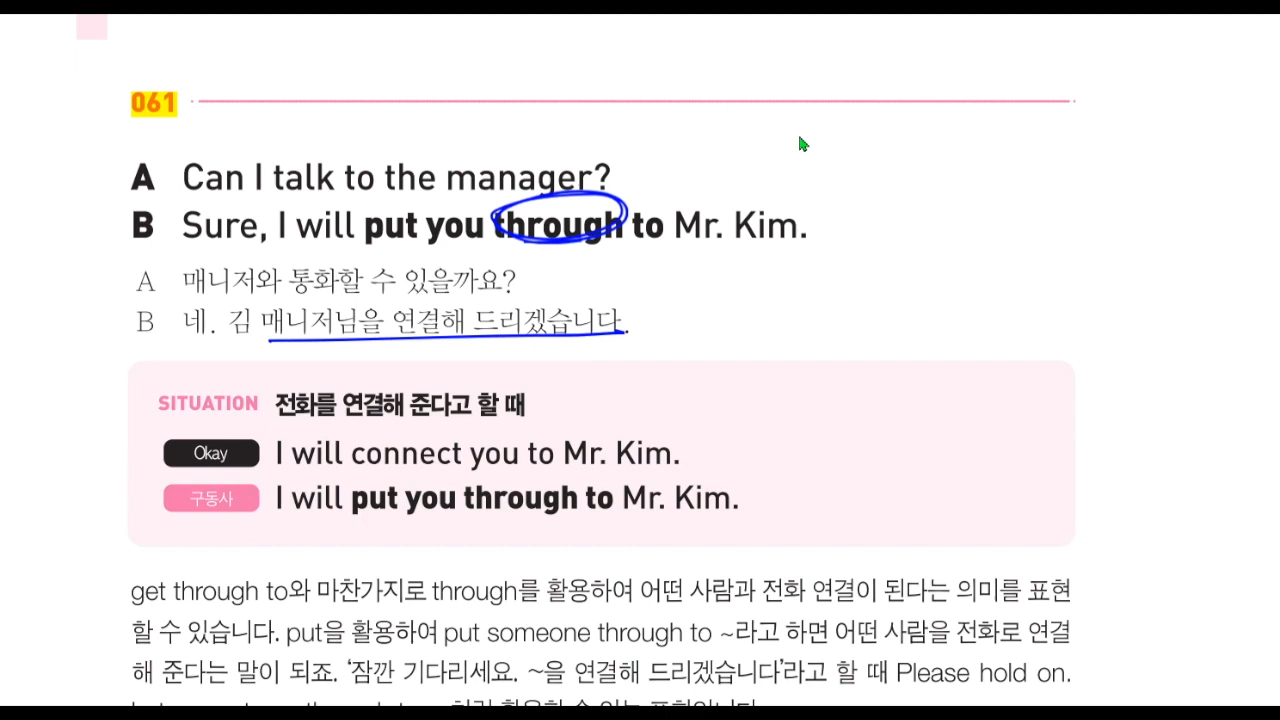 061
A Can I talk to the manager?
B Sure, I will put you through to Mr. Kim.
A 매니저와 통화할 수 있을까요?
B 네. 김 매니저님을 연결해 드리겠습니다.
SITUATION 전화를 연결해 준다고 할 때
Okay I will connect you to Mr. Kim.
구동사 I will put you through to Mr. Kim.
get through to와 마찬가지로 through를 활용하여 어떤 사람과 전화 연결이 된다는 의미를 표현
할 수 있습니다. put을 활용하여 put someone through to ~라고 하면 어떤 사람을 전화로 연결
해 준다는 말이 되죠. ‘잠깐 기다리세요. ~을 연결해 드리겠습니다’라고 할 때 Please hold on.